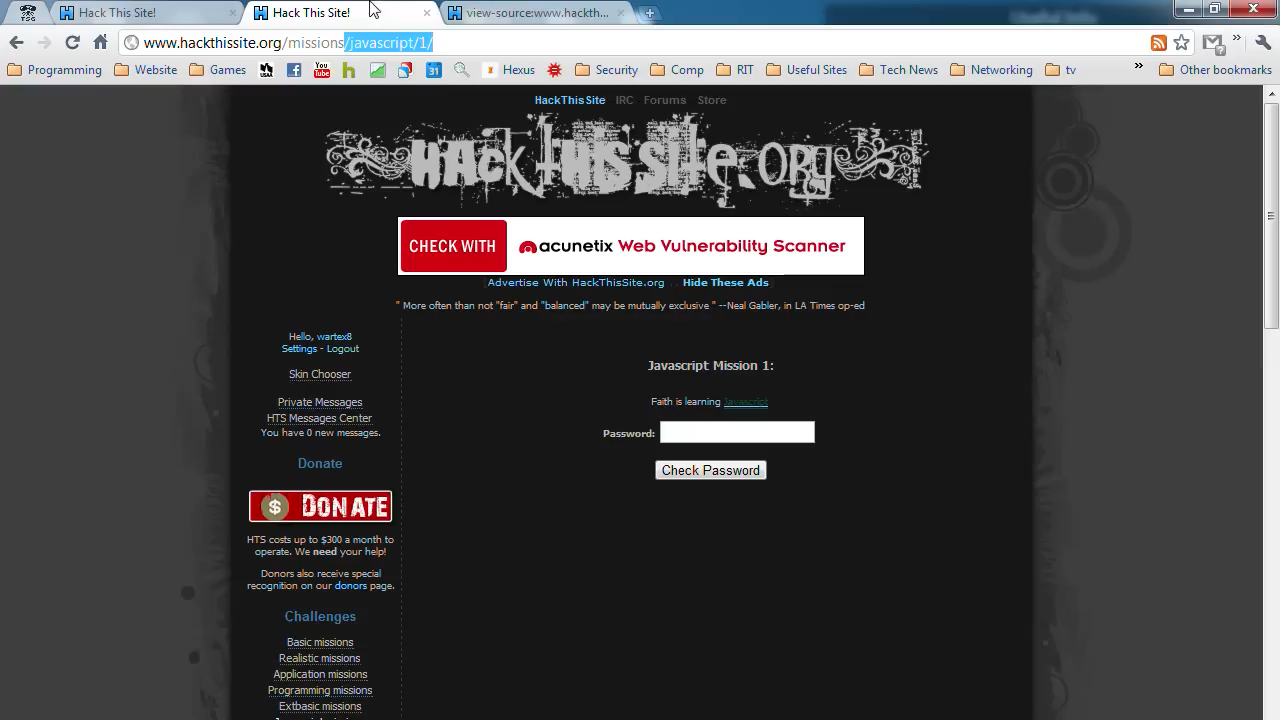 Hack This Site!
Hack This Site!
view-source:www.hackth...
www.hackthissite.org/missions/javascript/1/
Programming Website Games Hexus Security Comp RIT Useful Sites Tech News Networking tv » Other bookmarks
HackThisSite IRC Forums Store
HACK THIS SITE.ORG
CHECK WITH acunetix Web Vulnerability Scanner
Advertise With HackThisSite.org Hide These Ads
" More often than not "fair" and "balanced" may be mutually exclusive " --Neal Gabler, in LA Times op-ed
Hello, wartex8
Settings - Logout
Skin Chooser
Private Messages
HTS Messages Center
You have 0 new messages.
Donate
$ DONATE
HTS costs up to $300 a month to
operate. We need your help!
Donors also receive special
recognition on our donors page.
Challenges
Basic missions
Realistic missions
Application missions
Programming missions
Extbasic missions
Javascript Mission 1:
Faith is learning Javascript
Password:
Check Password